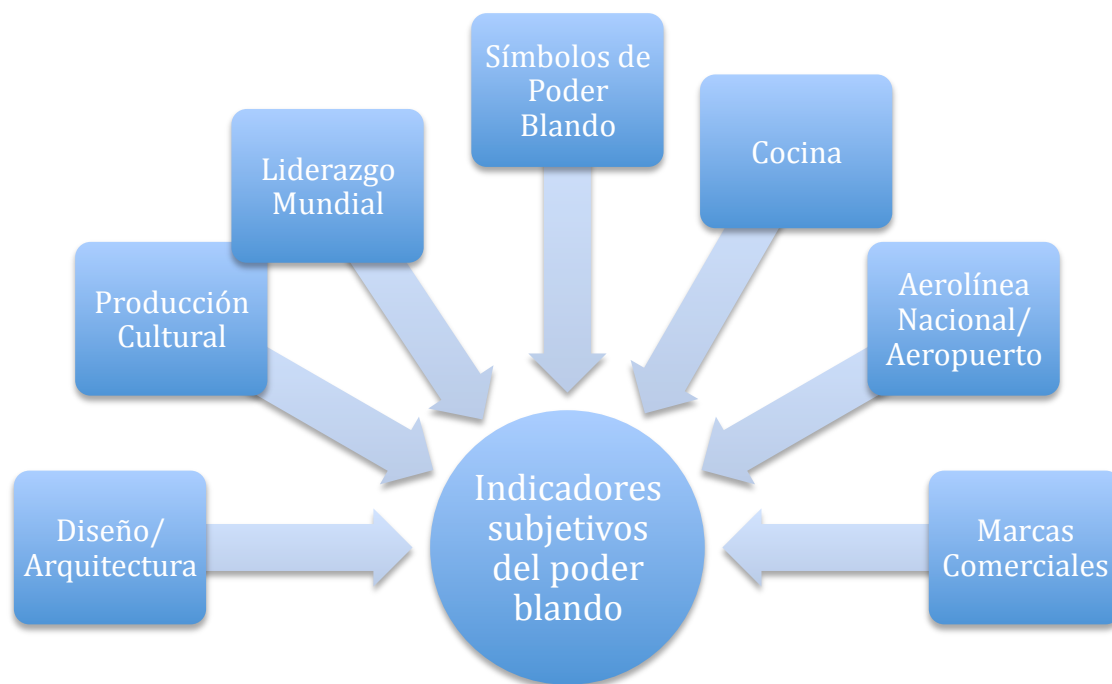 Símbolos de
Poder
Blando
Cocina
Liderazgo
Mundial
Producción
Cultural
Aerolínea
Nacional/
Aeropuerto
Diseño/
Arquitectura
Indicadores
subjetivos
del poder
blando
Marcas
Comerciales